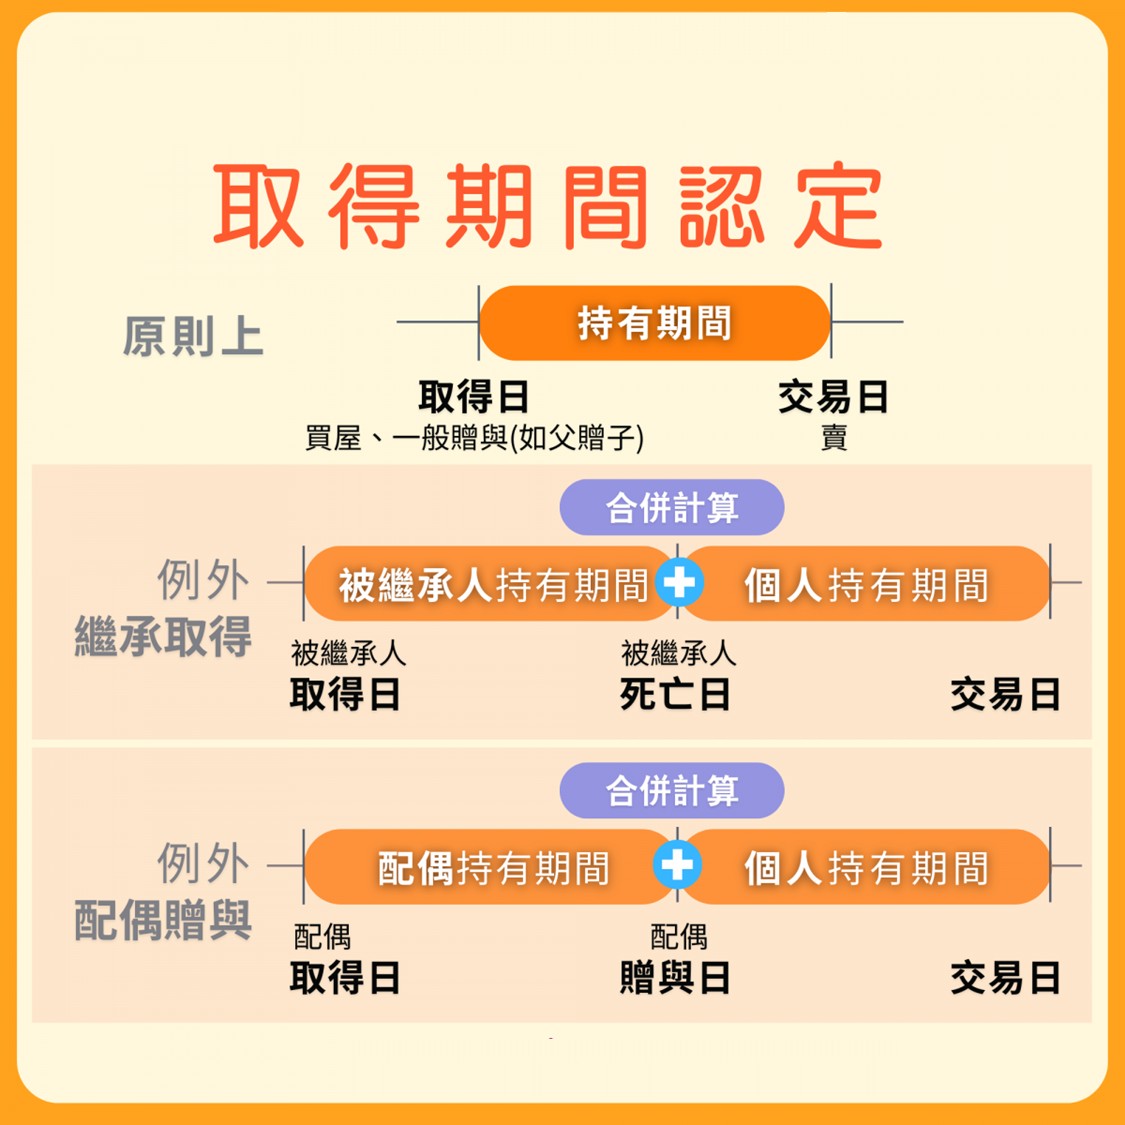 取得期間認定
原則上
持有期間
取得日
交易日
買屋、一般贈與(如父贈子)
賣
合併計算
例外
繼承取得
被繼承人持有期間
個人持有期間
被繼承人
取得日
被繼承人
死亡日
交易日
合併計算
例外
配偶贈與
配偶持有期間
個人持有期間
配偶
取得日
配偶
贈與日
交易日